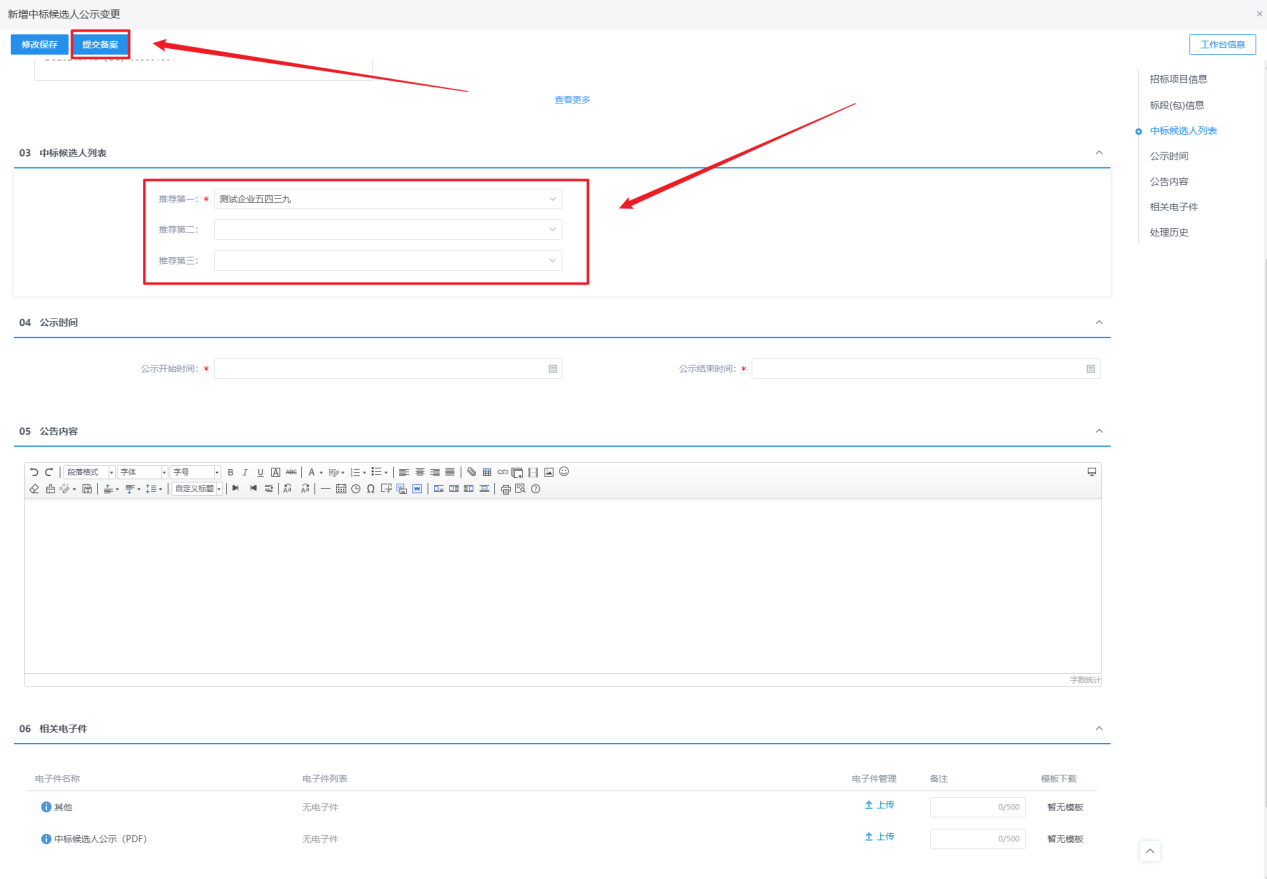 新增中标候选人公示变更
×
修改保存 提交备案 工作台信息
查看更多
招标项目信息
标段(包)信息
中标候选人列表
公示时间
公告内容
相关电子件
处理历史
03 中标候选人列表
推荐第一: * 测试企业五四三九
推荐第二:
推荐第三:
04 公示时间
公示开始时间: * 公示结束时间: *
05 公告内容
段落格式 字体 字号 B I U A ABC A
自定义标题
字数统计
06 相关电子件
电子件名称 电子件列表 电子件管理 备注 模板下载
其他 无电子件 上传 0/500 暂无模板
中标候选人公示（PDF） 无电子件 上传 0/500 暂无模板